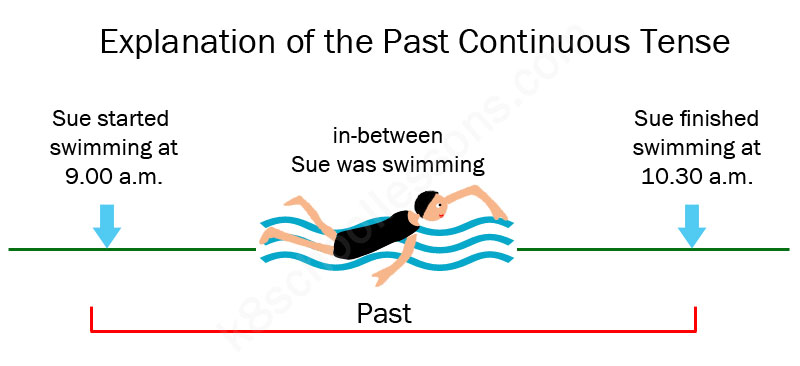 Explanation of the Past Continuous Tense
Sue started
swimming at
9.00 a.m.
in-between
Sue was swimming
Sue finished
swimming at
10.30 a.m.
Past
k8schoollessons.com